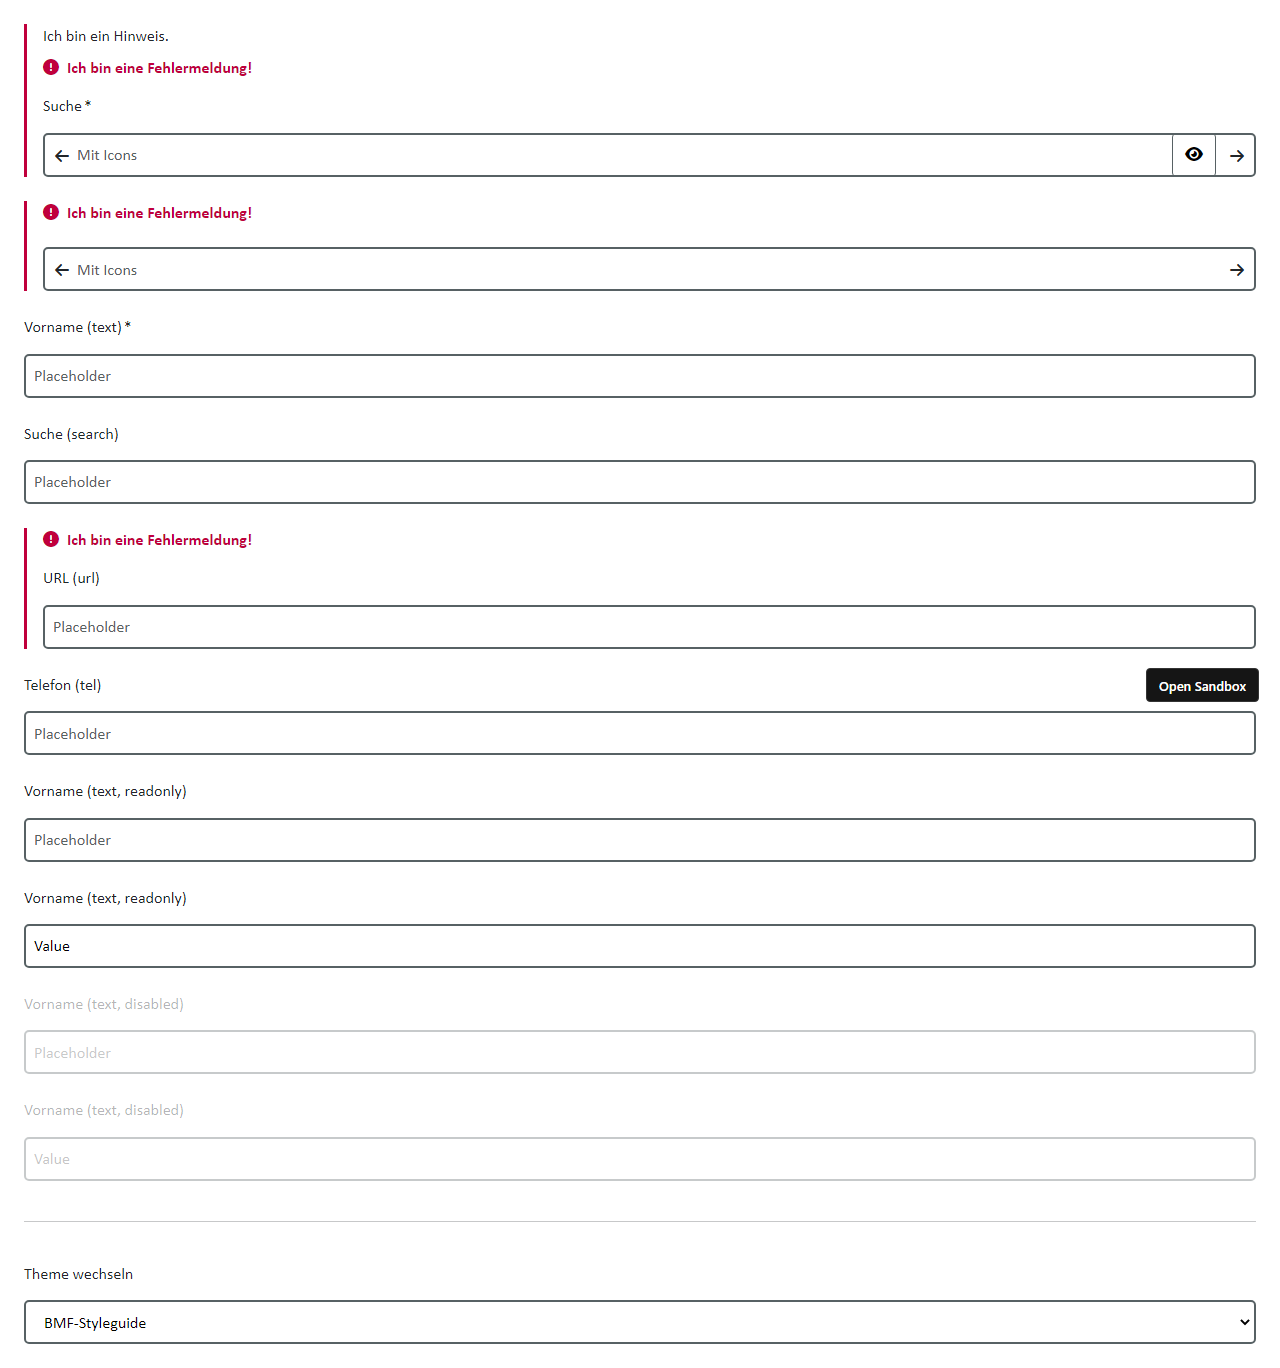 Ich bin ein Hinweis.
Ich bin eine Fehlermeldung!
Suche*
Mit Icons
Ich bin eine Fehlermeldung!
Mit Icons
Vorname (text)*
Placeholder
Suche (search)
Placeholder
Ich bin eine Fehlermeldung!
URL (url)
Placeholder
Telefon (tel)
Open Sandbox
Placeholder
Vorname (text, readonly)
Placeholder
Vorname (text, readonly)
Value
Vorname (text, disabled)
Placeholder
Vorname (text, disabled)
Value
Theme wechseln
BMF-Styleguide